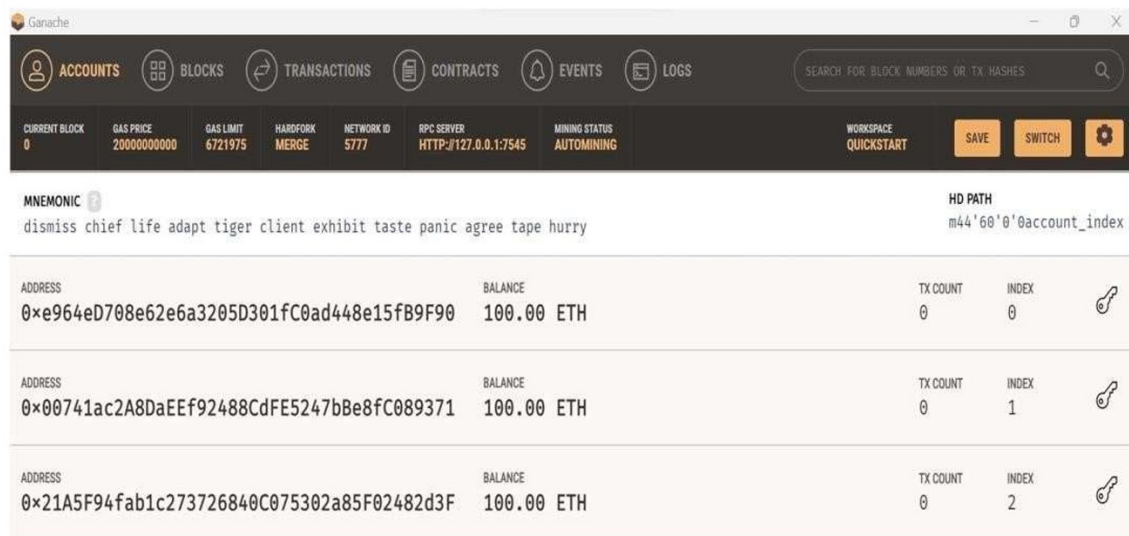 Ganache
ACCOUNTS BLOCKS TRANSACTIONS CONTRACTS EVENTS LOGS SEARCH FOR BLOCK NUMBERS OR TX HASHES
CURRENT BLOCK GAS PRICE GAS LIMIT HARDFORK NETWORK ID RPC SERVER MINING STATUS WORKSPACE
0 20000000000 6721975 MERGE 5777 HTTP://127.0.0.1:7545 AUTOMINING QUICKSTART SAVE SWITCH
MNEMONIC ? HD PATH
dismiss chief life adapt tiger client exhibit taste panic agree tape hurry m44'60'0'0account_index
ADDRESS BALANCE TX COUNT INDEX
0×e964eD708e62e6a3205D301fC0ad448e15fB9F90 100.00 ETH 0 0
ADDRESS BALANCE TX COUNT INDEX
0×00741ac2A8DaEEf92488CdFE5247bBe8fC089371 100.00 ETH 0 1
ADDRESS BALANCE TX COUNT INDEX
0×21A5F94fab1c273726840C075302a85F02482d3F 100.00 ETH 0 2